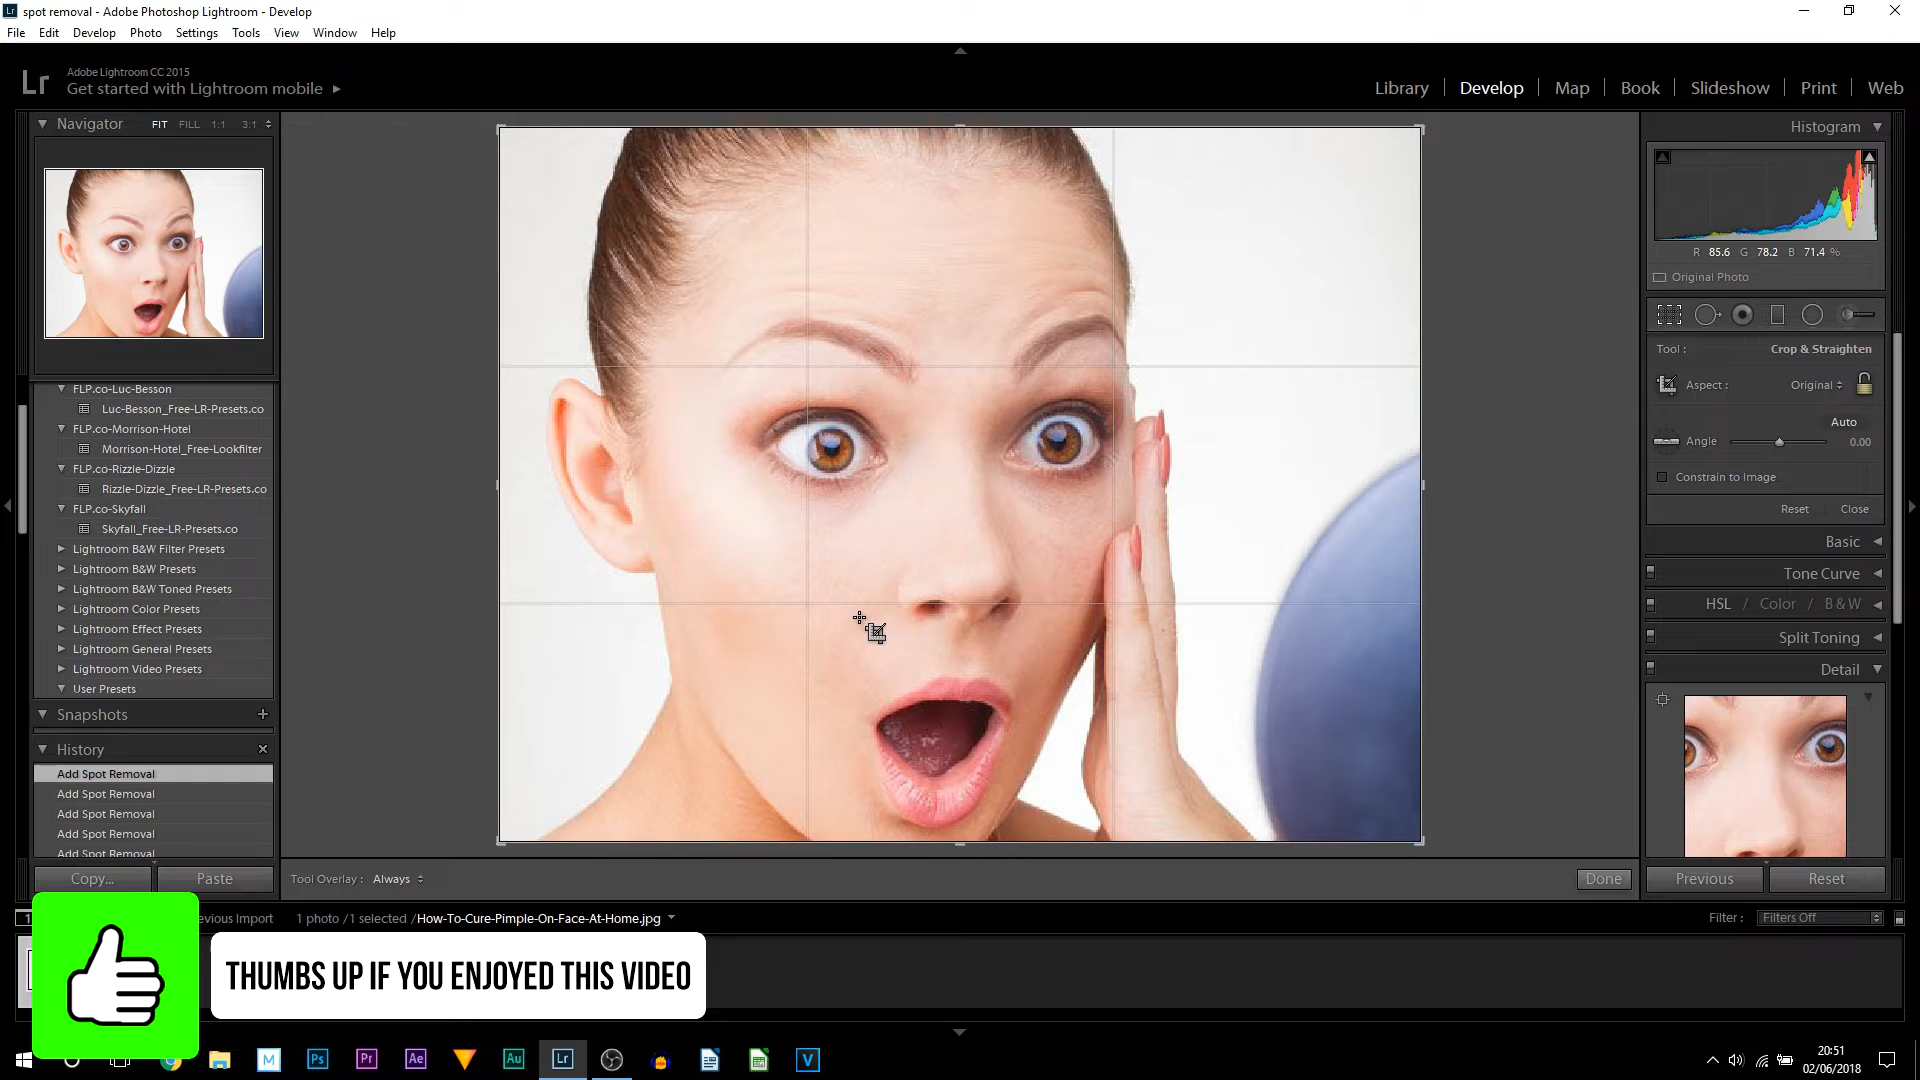 spot removal - Adobe Photoshop Lightroom - Develop
File Edit Develop Photo Settings Tools View Window Help
Lr
Adobe Lightroom CC 2015
Get started with Lightroom mobile
Library Develop Map Book Slideshow Print Web
Navigator FIT FILL 1:1 3:1
Histogram
R 85.6 G 78.2 B 71.4 %
Original Photo
Tool : Crop & Straighten
Aspect : Original
Auto
Angle 0.00
Constrain to Image
Reset Close
Basic
Tone Curve
HSL / Color / B & W
Split Toning
Detail
FLP.co-Luc-Besson
Luc-Besson_Free-LR-Presets.co
FLP.co-Morrison-Hotel
Morrison-Hotel_Free-Lookfilter
FLP.co-Rizzle-Dizzle
Rizzle-Dizzle_Free-LR-Presets.co
FLP.co-Skyfall
Skyfall_Free-LR-Presets.co
Lightroom B&W Filter Presets
Lightroom B&W Presets
Lightroom B&W Toned Presets
Lightroom Color Presets
Lightroom Effect Presets
Lightroom General Presets
Lightroom Video Presets
User Presets
Snapshots
History
Add Spot Removal
Add Spot Removal
Add Spot Removal
Add Spot Removal
Add Spot Removal
Copy... Paste
Tool Overlay : Always
Done
Previous Reset
1 evious Import 1 photo / 1 selected / How-To-Cure-Pimple-On-Face-At-Home.jpg
Filter : Filters Off
THUMBS UP IF YOU ENJOYED THIS VIDEO
M Ps Pr Ae Au Lr V
20:51
02/06/2018